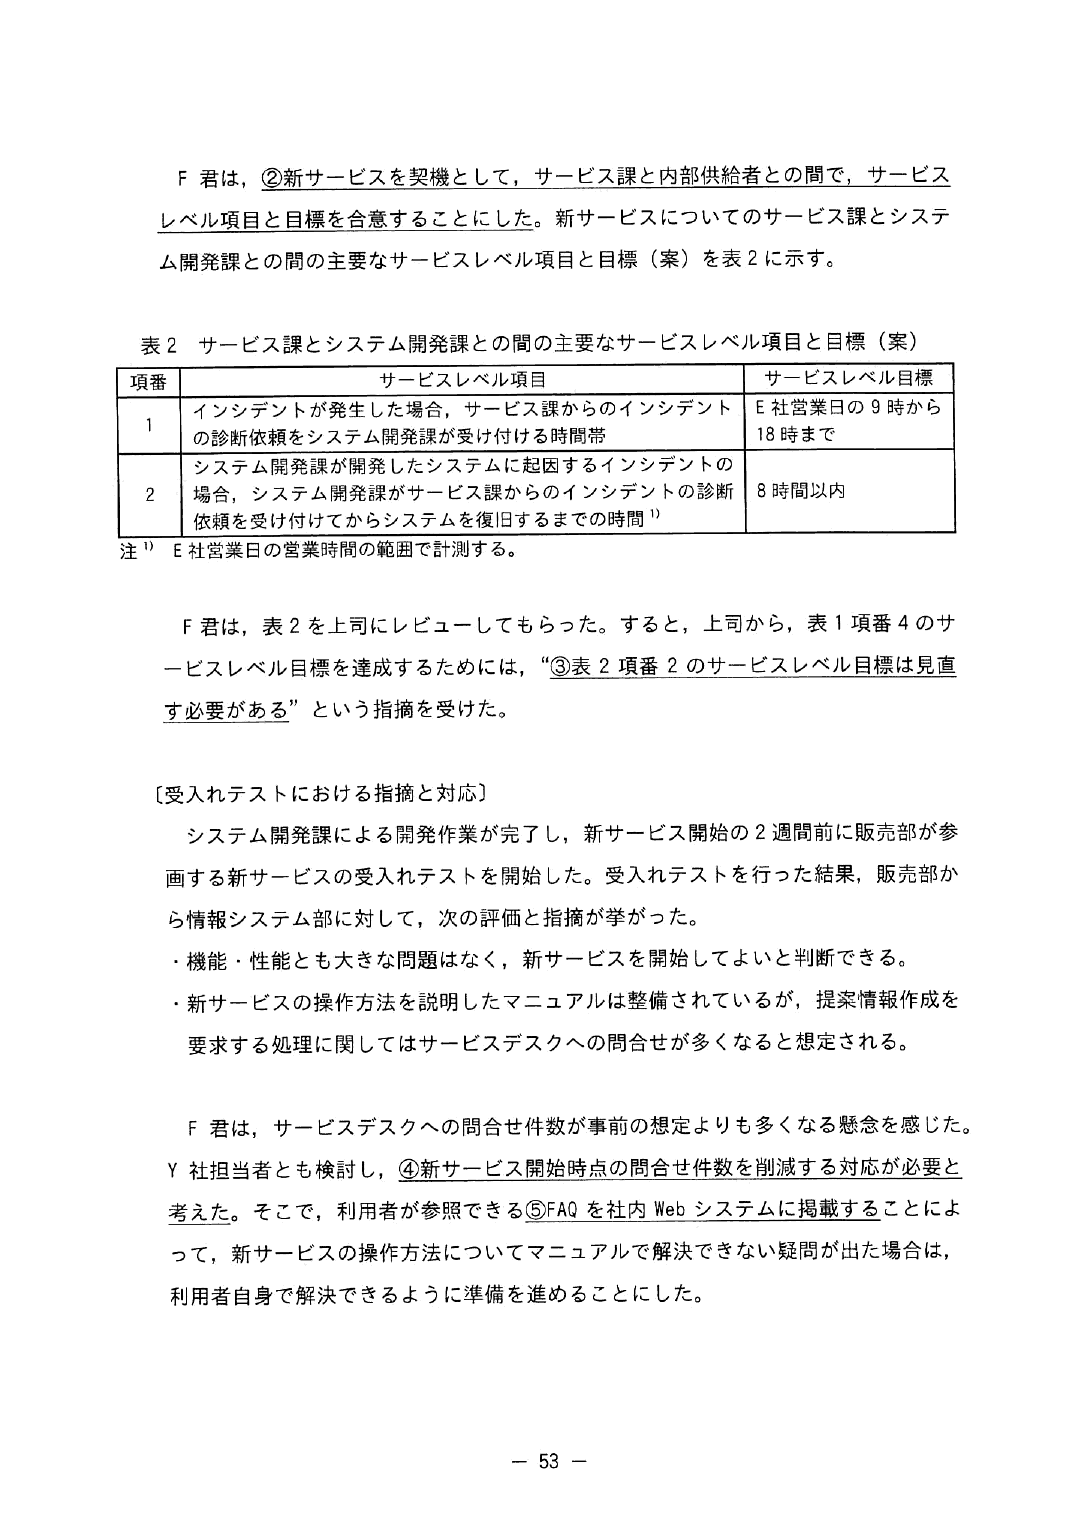 F 君は，②新サービスを契機として，サービス課と内部供給者との間で，サービス
レベル項目と目標を合意することにした。新サービスについてのサービス課とシステ
ム開発課との間の主要なサービスレベル項目と目標（案）を表 2 に示す。
表 2 サービス課とシステム開発課との間の主要なサービスレベル項目と目標（案）
項番 サービスレベル項目 サービスレベル目標
1 インシデントが発生した場合，サービス課からのインシデント
の診断依頼をシステム開発課が受け付ける時間帯
E 社営業日の 9 時から
18 時まで
2 システム開発課が開発したシステムに起因するインシデントの
場合，システム開発課がサービス課からのインシデントの診断
依頼を受け付けてからシステムを復旧するまでの時間 1)
8 時間以内
注 1) E 社営業日の営業時間の範囲で計測する。
F 君は，表 2 を上司にレビューしてもらった。すると，上司から，表 1 項番 4 のサ
ービスレベル目標を達成するためには，“③表 2 項番 2 のサービスレベル目標は見直
す必要がある”という指摘を受けた。
〔受入れテストにおける指摘と対応〕
システム開発課による開発作業が完了し，新サービス開始の 2 週間前に販売部が参
画する新サービスの受入れテストを開始した。受入れテストを行った結果，販売部か
ら情報システム部に対して，次の評価と指摘が挙がった。
・機能・性能とも大きな問題はなく，新サービスを開始してよいと判断できる。
・新サービスの操作方法を説明したマニュアルは整備されているが，提案情報作成を
要求する処理に関してはサービスデスクへの問合せが多くなると想定される。
F 君は，サービスデスクへの問合せ件数が事前の想定よりも多くなる懸念を感じた。
Y 社担当者とも検討し，④新サービス開始時点の問合せ件数を削減する対応が必要と
考えた。そこで，利用者が参照できる⑤FAQ を社内 Web システムに掲載することによ
って，新サービスの操作方法についてマニュアルで解決できない疑問が出た場合は，
利用者自身で解決できるように準備を進めることにした。
－ 53 －